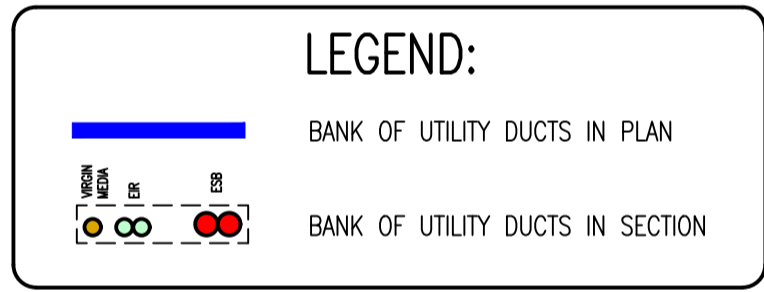 LEGEND:
BANK OF UTILITY DUCTS IN PLAN
VIRGIN
MEDIA
EIR
ESB
BANK OF UTILITY DUCTS IN SECTION